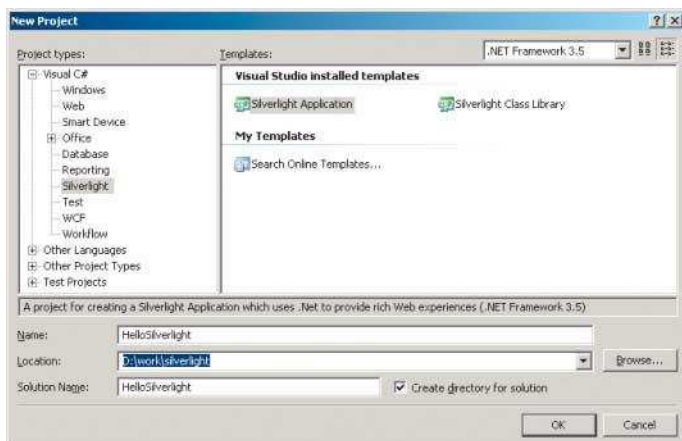 New Project
Project types:
Templates:
.NET Framework 3.5
Visual C#
Windows
Web
Smart Device
Office
Database
Reporting
Silverlight
Test
WCF
Workflow
Other Languages
Other Project Types
Test Projects
Visual Studio installed templates
Silverlight Application
Silverlight Class Library
My Templates
Search Online Templates...
A project for creating a Silverlight Application which uses .Net to provide rich Web experiences (.NET Framework 3.5)
Name:
HelloSilverlight
Location:
D:\work\silverlight
Browse...
Solution Name:
HelloSilverlight
Create directory for solution
OK
Cancel